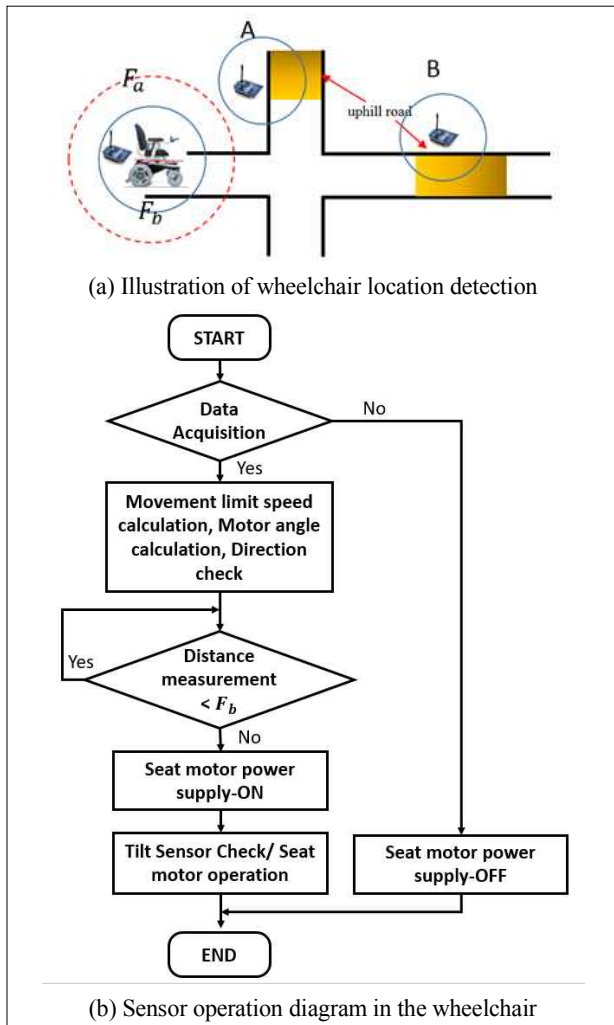 A
B
Fₐ
uphill road
F_b
(a) Illustration of wheelchair location detection
START
Data
Acquisition
No
Yes
Movement limit speed
calculation, Motor angle
calculation, Direction
check
Yes
Distance
measurement
< F_b
No
Seat motor power
supply-ON
Tilt Sensor Check/ Seat
motor operation
Seat motor power
supply-OFF
END
(b) Sensor operation diagram in the wheelchair